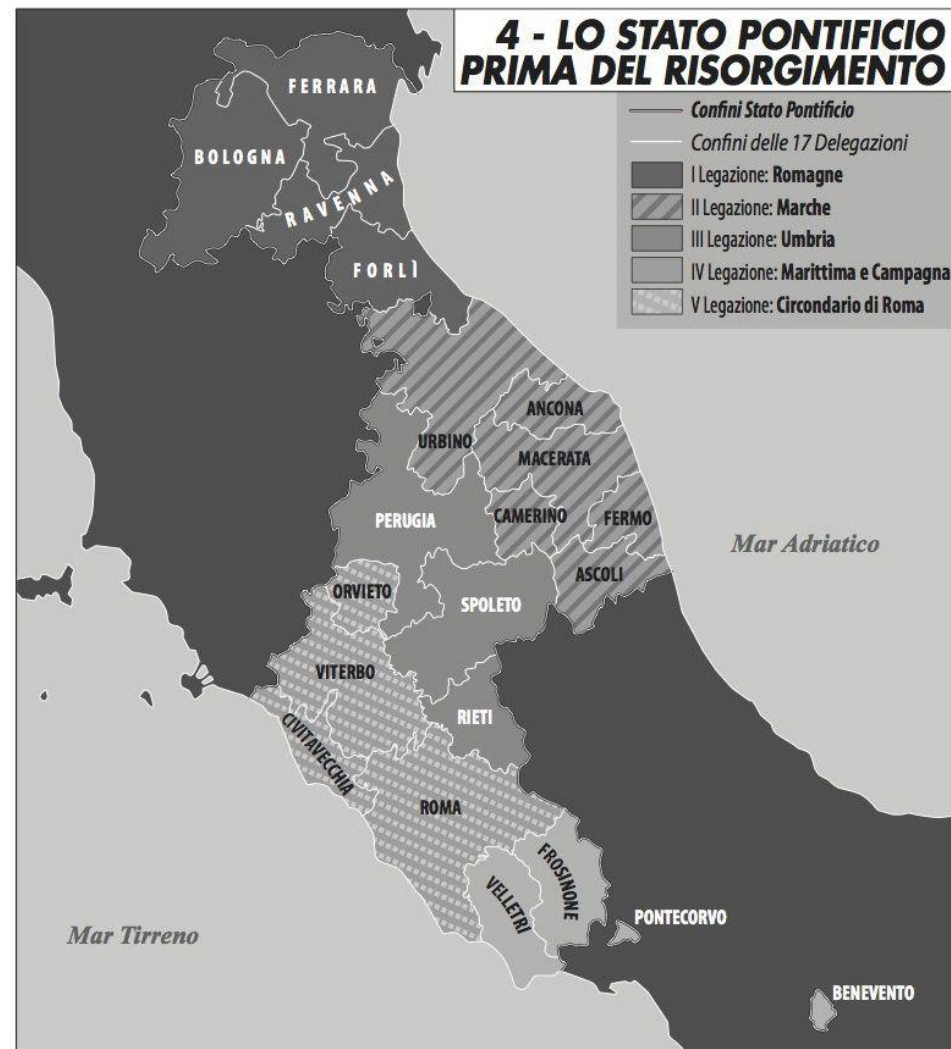 4 - LO STATO PONTIFICIO
PRIMA DEL RISORGIMENTO
Confini Stato Pontificio
Confini delle 17 Delegazioni
I Legazione: Romagne
II Legazione: Marche
III Legazione: Umbria
IV Legazione: Marittima e Campagna
V Legazione: Circondario di Roma
FERRARA
BOLOGNA
RAVENNA
FORLÌ
ANCONA
URBINO
MACERATA
PERUGIA
CAMERINO
FERMO
Mar Adriatico
ORVIETO
SPOLETO
ASCOLI
VITERBO
RIETI
CIVITAVECCHIA
ROMA
FROSINONE
VELLETRI
PONTECORVO
Mar Tirreno
BENEVENTO